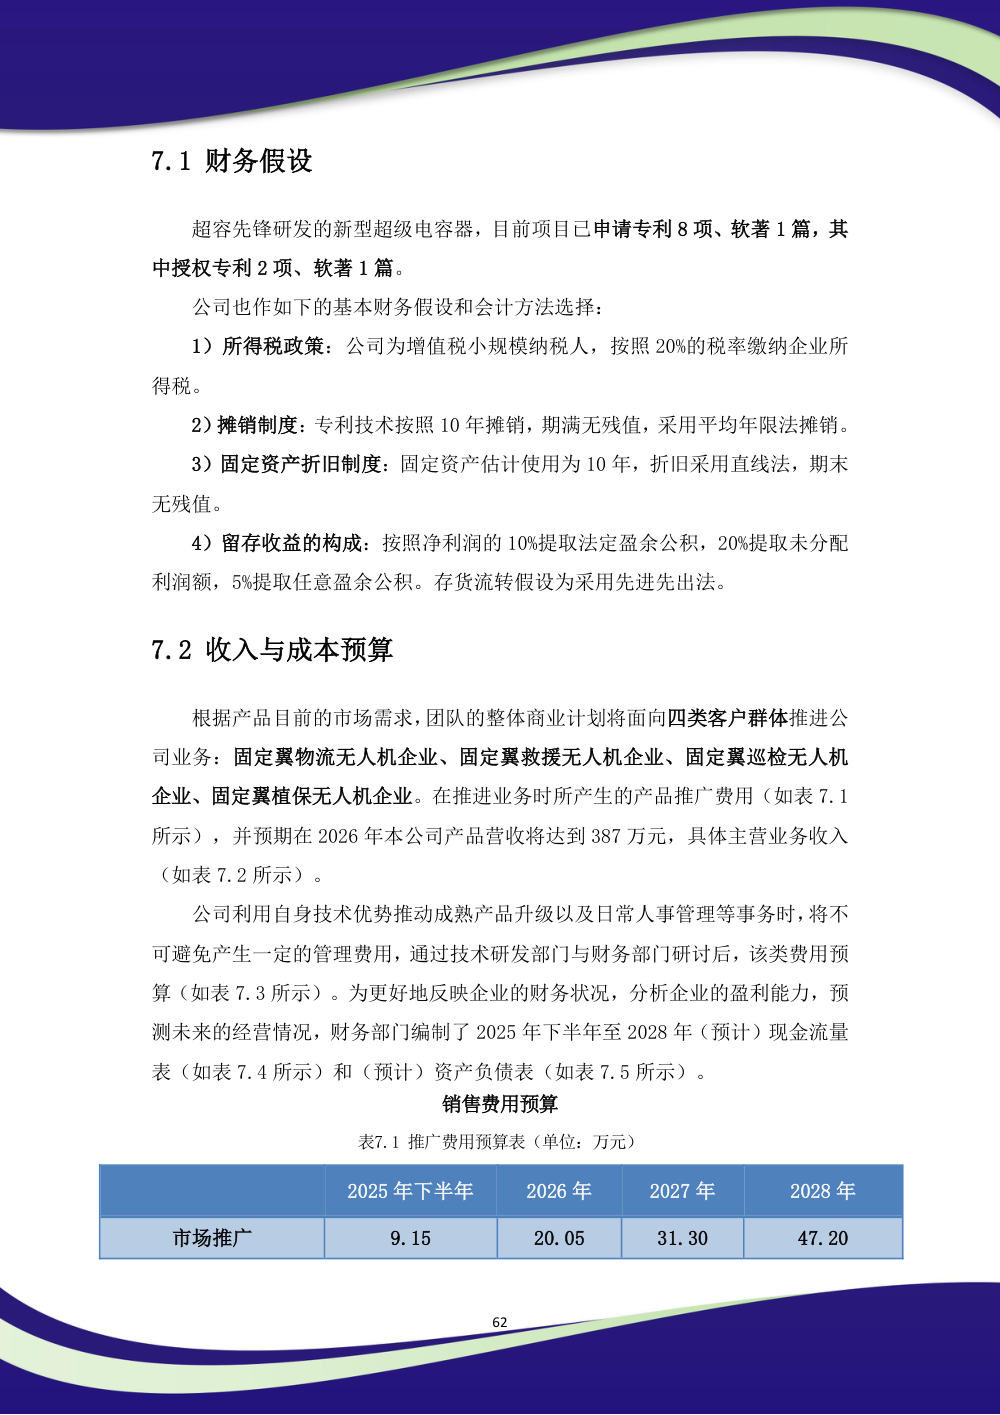 7.1 财务假设
超容先锋研发的新型超级电容器，目前项目已申请专利 8 项、软著 1 篇，其
中授权专利 2 项、软著 1 篇。
公司也作如下的基本财务假设和会计方法选择：
1）所得税政策：公司为增值税小规模纳税人，按照 20%的税率缴纳企业所
得税。
2）摊销制度：专利技术按照 10 年摊销，期满无残值，采用平均年限法摊销。
3）固定资产折旧制度：固定资产估计使用为 10 年，折旧采用直线法，期末
无残值。
4）留存收益的构成：按照净利润的 10%提取法定盈余公积，20%提取未分配
利润额，5%提取任意盈余公积。存货流转假设为采用先进先出法。
7.2 收入与成本预算
根据产品目前的市场需求，团队的整体商业计划将面向四类客户群体推进公
司业务：固定翼物流无人机企业、固定翼救援无人机企业、固定翼巡检无人机
企业、固定翼植保无人机企业。在推进业务时所产生的产品推广费用（如表 7.1
所示），并预期在 2026 年本公司产品营收将达到 387 万元，具体主营业务收入
（如表 7.2 所示）。
公司利用自身技术优势推动成熟产品升级以及日常人事管理等事务时，将不
可避免产生一定的管理费用，通过技术研发部门与财务部门研讨后，该类费用预
算（如表 7.3 所示）。为更好地反映企业的财务状况，分析企业的盈利能力，预
测未来的经营情况，财务部门编制了 2025 年下半年至 2028 年（预计）现金流量
表（如表 7.4 所示）和（预计）资产负债表（如表 7.5 所示）。
销售费用预算
表7.1 推广费用预算表（单位：万元）
2025 年下半年 2026 年 2027 年 2028 年
市场推广 9.15 20.05 31.30 47.20
62